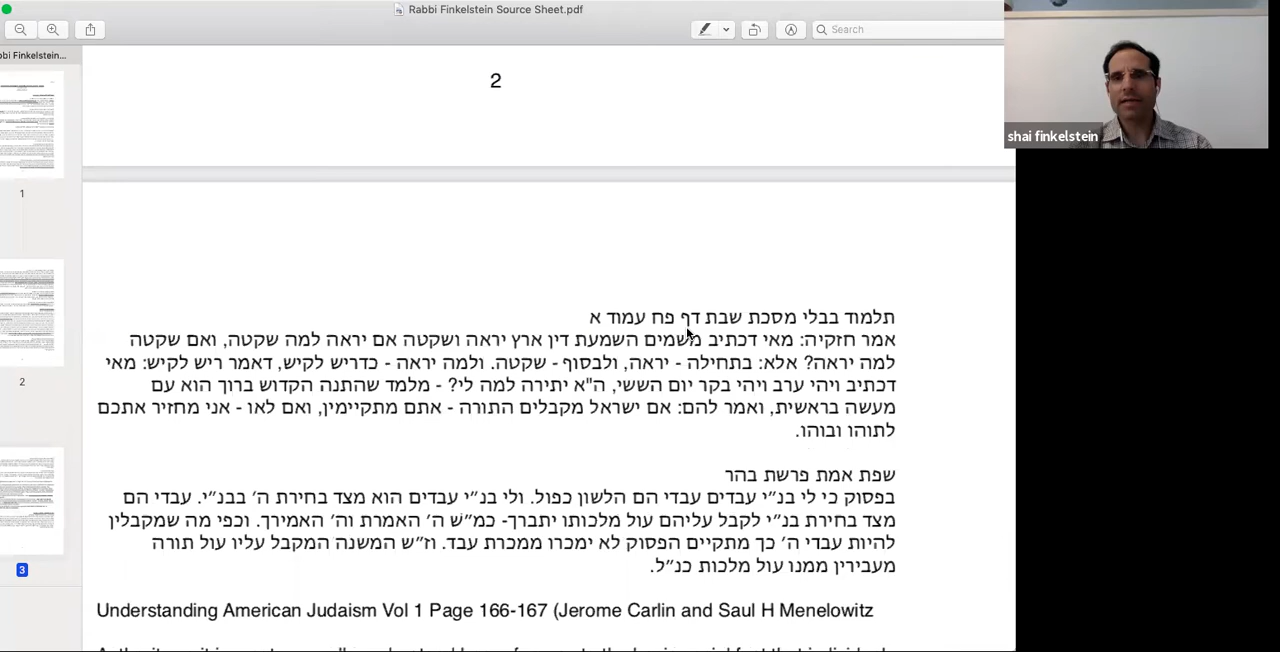 Rabbi Finkelstein Source Sheet.pdf
Search
bbi Finkelstein...
shai finkelstein
1
2
3
2
תלמוד בבלי מסכת שבת דף פח עמוד א
אמר חזקיה: מאי דכתיב משמים השמעת דין ארץ יראה ושקטה אם יראה למה שקטה, ואם שקטה
למה יראה? אלא: בתחילה - יראה, ולבסוף - שקטה. ולמה יראה - כדריש לקיש, דאמר ריש לקיש: מאי
דכתיב ויהי ערב ויהי בקר יום הששי, ה"א יתירה למה לי? - מלמד שהתנה הקדוש ברוך הוא עם
מעשה בראשית, ואמר להם: אם ישראל מקבלים התורה - אתם מתקיימין, ואם לאו - אני מחזיר אתכם
לתוהו ובוהו.
שפת אמת פרשת בהר
בפסוק כי לי בנ״י עבדים עבדי הם הלשון כפול. ולי בנ״י עבדים הוא מצד בחירת ה׳ בבנ״י. עבדי הם
מצד בחירת בנ״י לקבל עליהם עול מלכותו יתברך- כמ״ש ה׳ האמרת וה׳ האמירך. וכפי מה שמקבלין
להיות עבדי ה׳ כך מתקיים הפסוק לא ימכרו ממכרת עבד. וז״ש המשנה המקבל עליו עול תורה
מעבירין ממנו עול מלכות כנ״ל.
Understanding American Judaism Vol 1 Page 166-167 (Jerome Carlin and Saul H Menelowitz